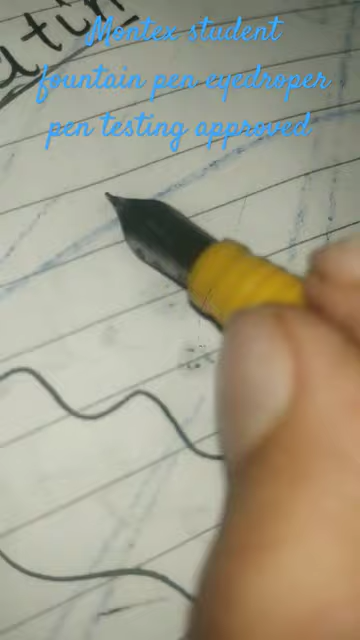 Montex student
fountain pen eyedroper
pen testing approved